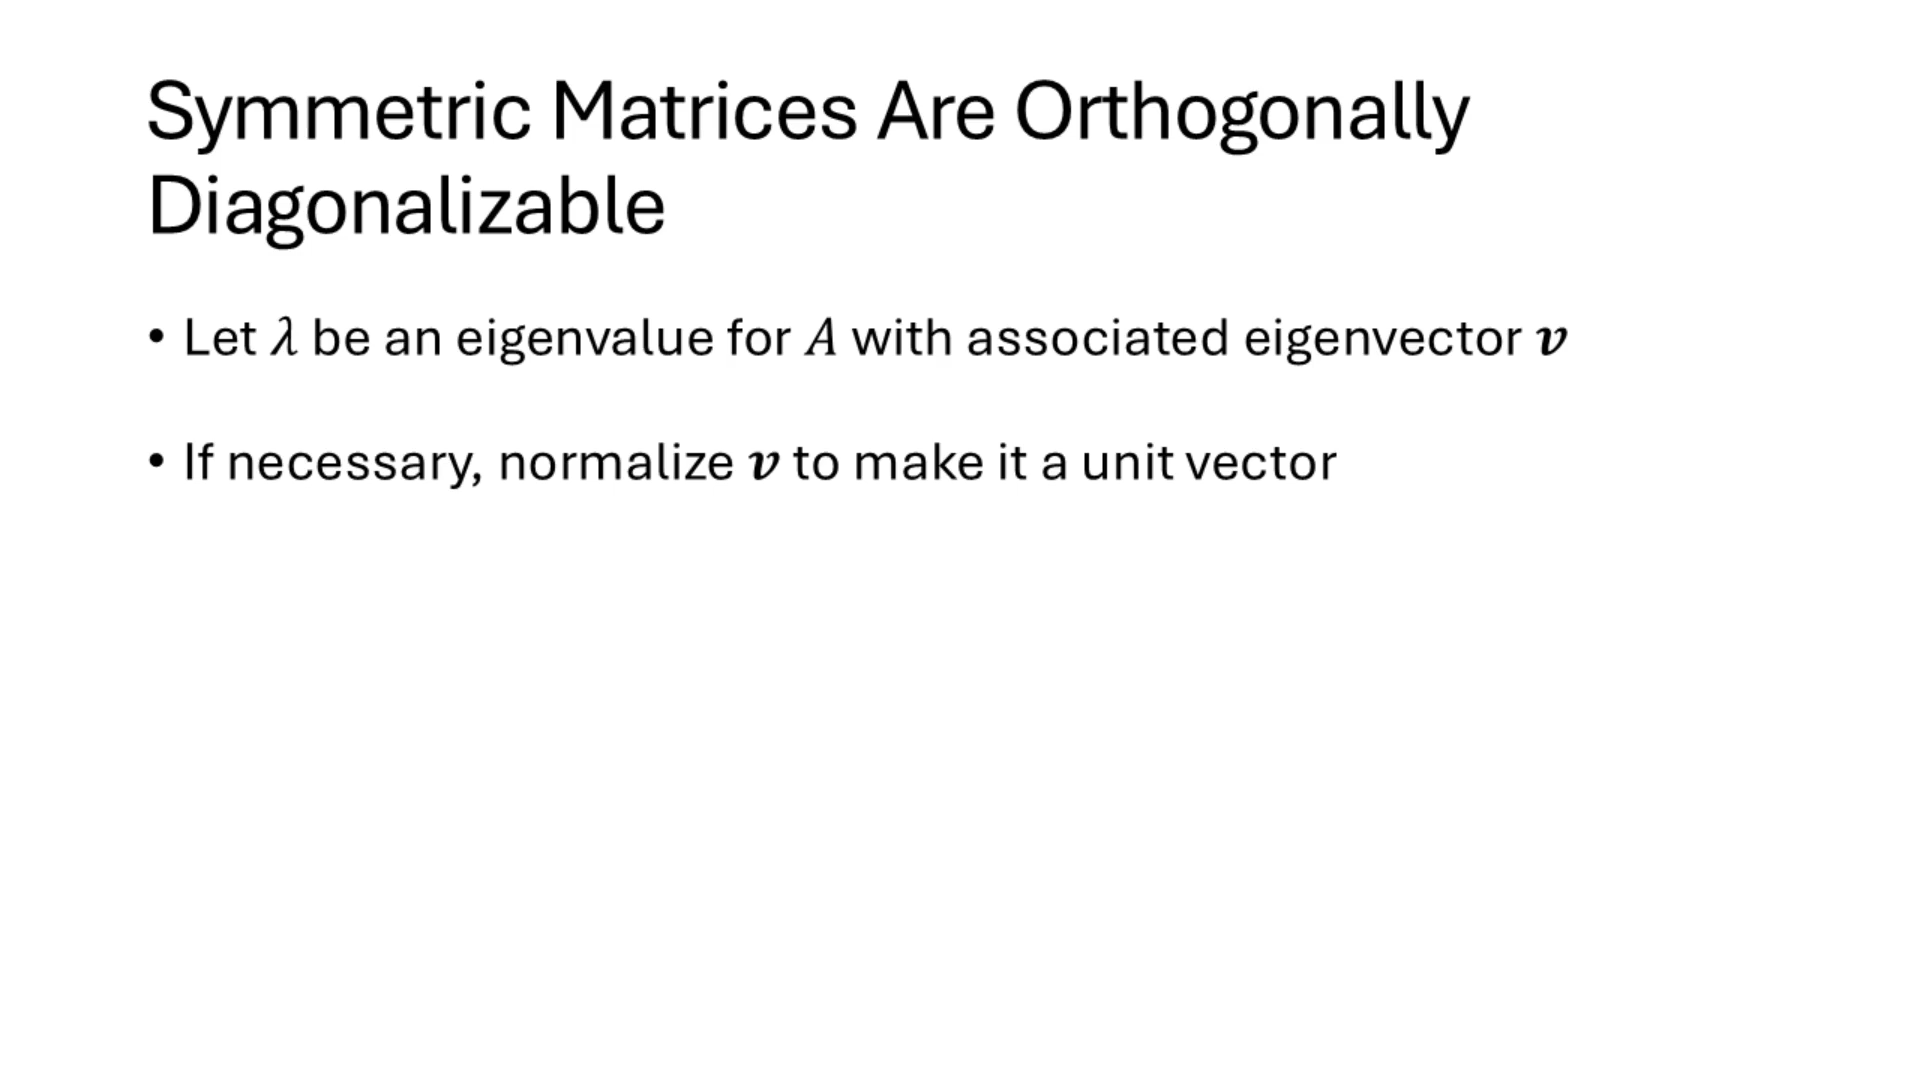 Symmetric Matrices Are Orthogonally
Diagonalizable
• Let λ be an eigenvalue for A with associated eigenvector v
• If necessary, normalize v to make it a unit vector